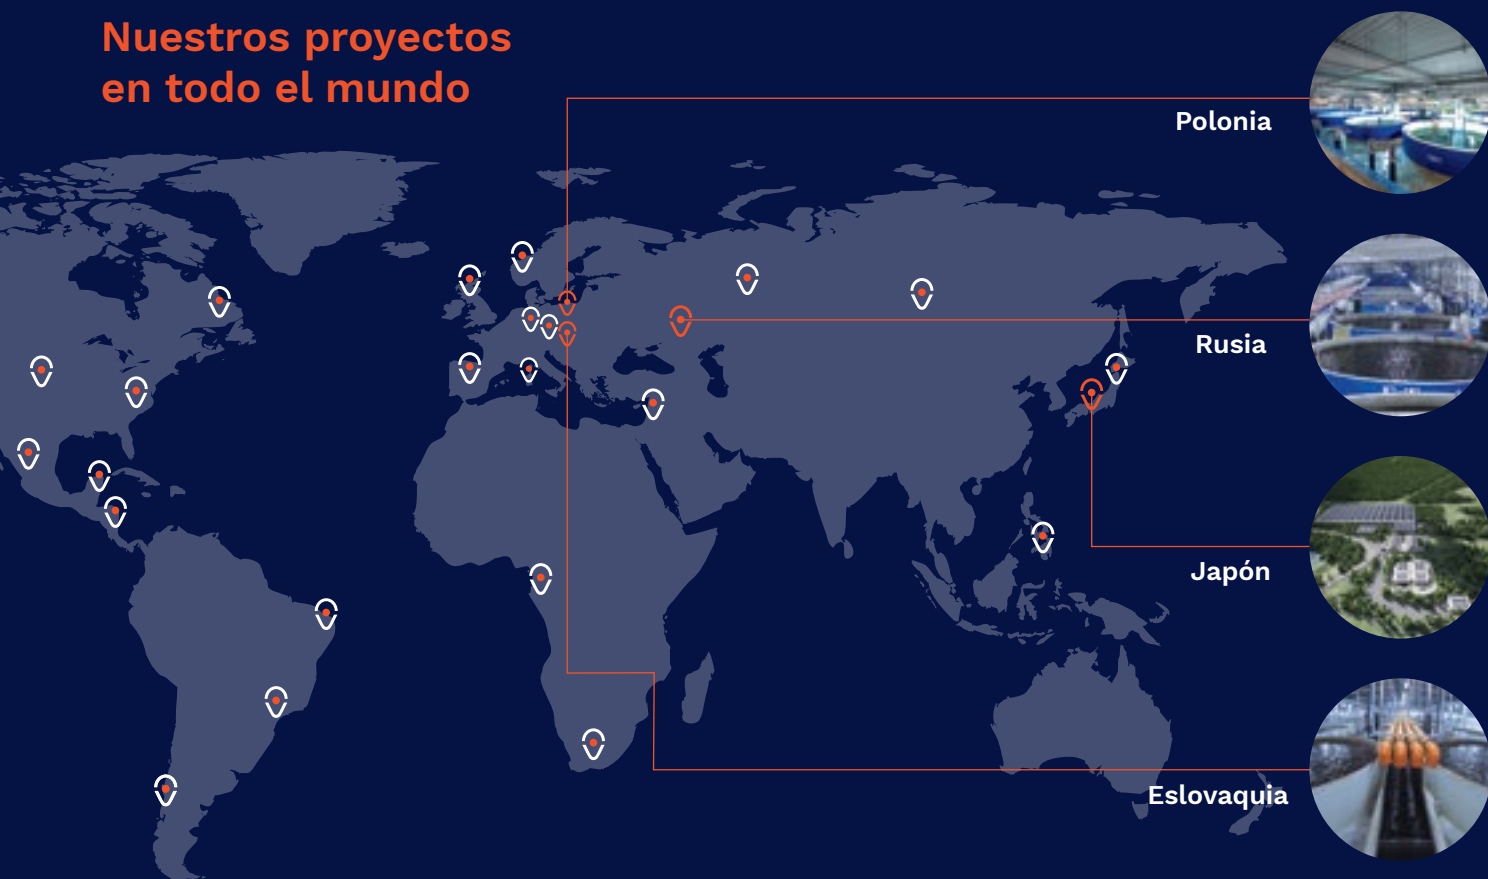 Nuestros proyectos
en todo el mundo
Polonia
Rusia
Japón
Eslovaquia